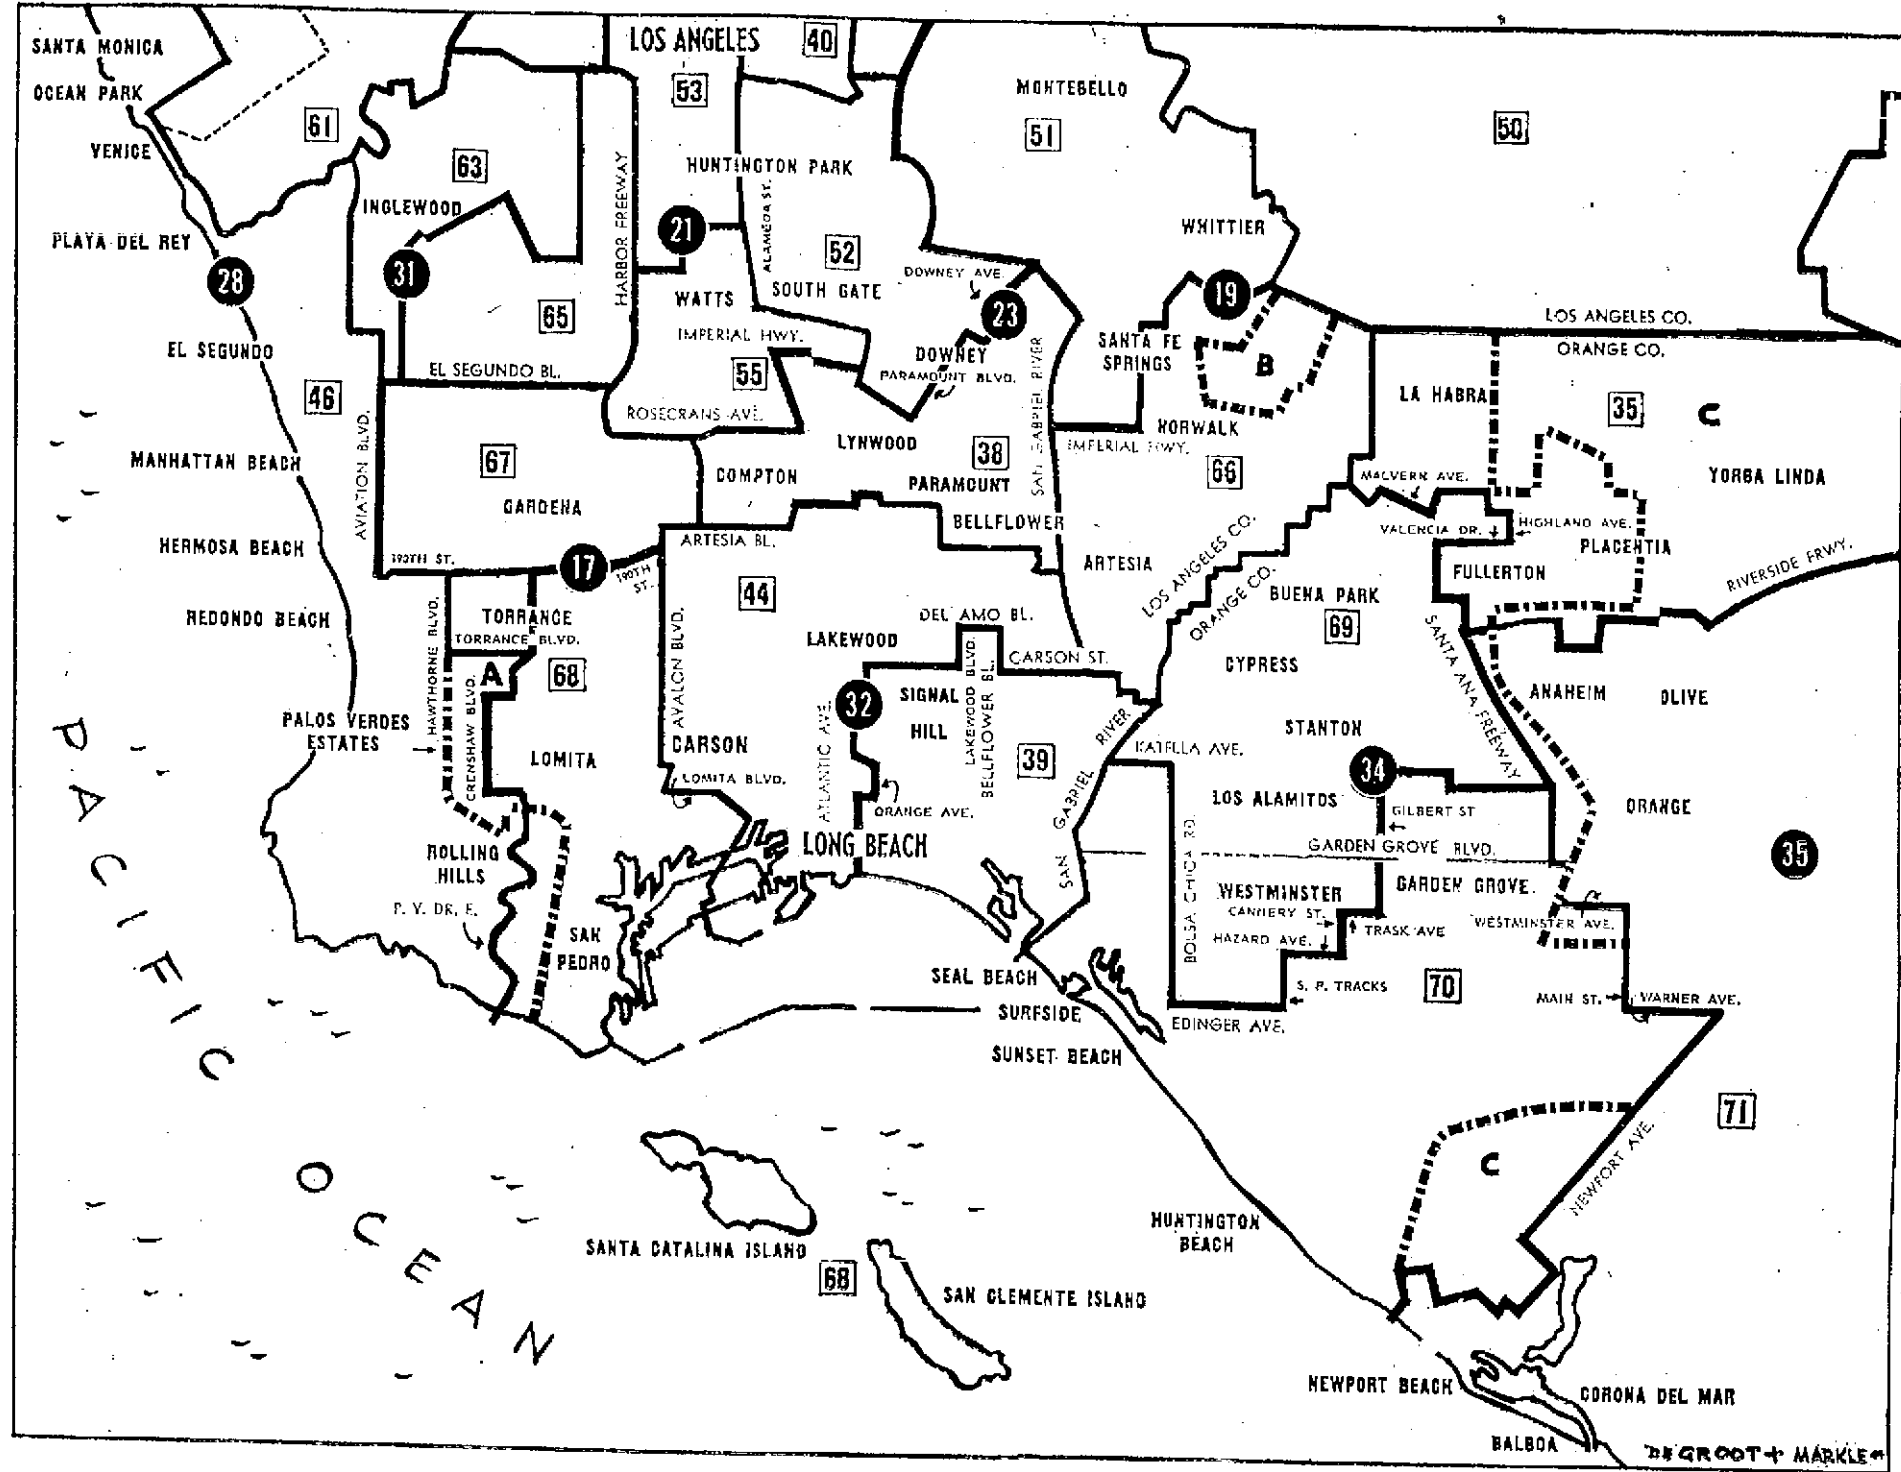 LOS ANGELES
40
SANTA MONICA
53
OCEAN PARK
MONTEBELLO
61
51
50
VENICE
63
HUNTINGTON PARK
HARBOR FREEWAY
ALAMEDA ST.
INGLEWOOD
21
WHITTIER
PLAYA DEL REY
52
28
31
DOWNEY AVE.
SOUTH GATE
WATTS
19
23
65
LOS ANGELES CO.
ORANGE CO.
IMPERIAL HWY.
SANTA FE
SPRINGS
EL SEGUNDO
DOWNEY
PARAMOUNT BLVD.
B
EL SEGUNDO BL.
55
46
LA HABRA
35
C
ROSECRANS AVE.
SAN GABRIEL RIVER
AVIATION BLVD.
LYNWOOD
NORWALK
IMPERIAL HWY.
MANHATTAN BEACH
67
38
66
COMPTON
PARAMOUNT
MALVERN AVE.
YORBA LINDA
GARDENA
BELLFLOWER
VALENCIA DR.
HIGHLAND AVE.
ARTESIA BL.
HERMOSA BEACH
190TH ST.
17
190TH
ST.
ARTESIA
LOS ANGELES CO.
ORANGE CO.
PLACENTIA
FULLERTON
RIVERSIDE FRWY.
44
BUENA PARK
REDONDO BEACH
TORRANCE
TORRANCE BLVD.
DEL AMO BL.
LAKEWOOD
69
HAWTHORNE BLVD.
A
68
AVALON BLVD.
CARSON ST.
CYPRESS
SANTA ANA FREEWAY
CRENSHAW BLVD.
32
SIGNAL
HILL
LAKEWOOD BLVD.
BELLFLOWER BL.
ANAHEIM
OLIVE
PALOS VERDES
ESTATES
STANTON
ATLANTIC AVE.
LOMITA
CARSON
LOMITA BLVD.
39
SAN GABRIEL RIVER
KATELLA AVE.
34
ORANGE AVE.
LOS ALAMITOS
GILBERT ST
ORANGE
LONG BEACH
BOLSA CHICA RD.
GARDEN GROVE BLVD.
35
ROLLING
HILLS
WESTMINSTER
GARDEN GROVE.
P. V. DR. E.
CANNERY ST.
TRASK AVE
WESTMINSTER AVE.
HAZARD AVE.
SAN
PEDRO
SEAL BEACH
S. P. TRACKS
70
MAIN ST.
WARNER AVE.
SURFSIDE
EDINGER AVE.
SUNSET BEACH
71
NEWPORT AVE.
C
PACIFIC
OCEAN
HUNTINGTON
BEACH
SANTA CATALINA ISLAND
68
SAN CLEMENTE ISLAND
NEWPORT BEACH
CORONA DEL MAR
BALBOA
DEGROOT + MARKLEY